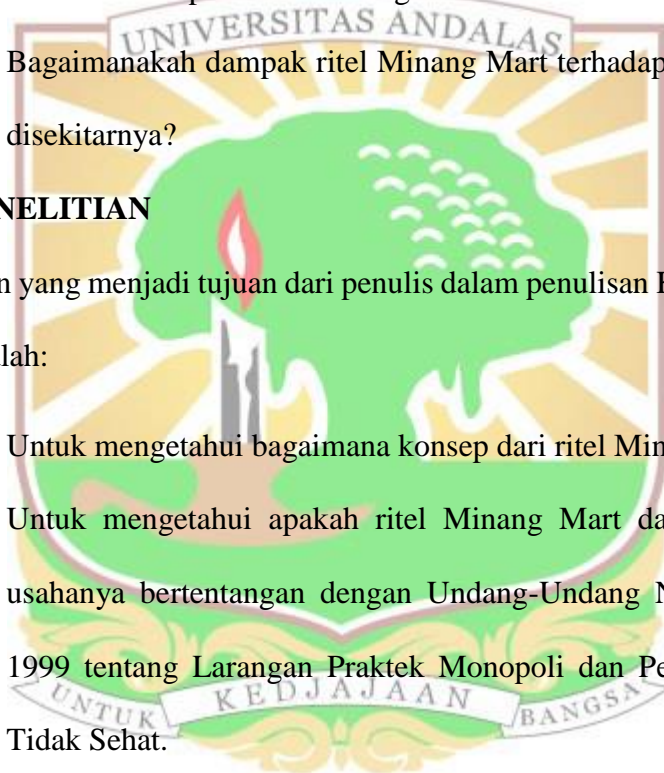 UNIVERSITAS ANDALAS
Bagaimanakah dampak ritel Minang Mart terhadap
disekitarnya?
NELITIAN
n yang menjadi tujuan dari penulis dalam penulisan
alah:
Untuk mengetahui bagaimana konsep dari ritel Min
Untuk mengetahui apakah ritel Minang Mart da
usahanya bertentangan dengan Undang-Undang N
1999 tentang Larangan Praktek Monopoli dan Pe
UNTUK KEDJAJAAN BANGSA
Tidak Sehat.